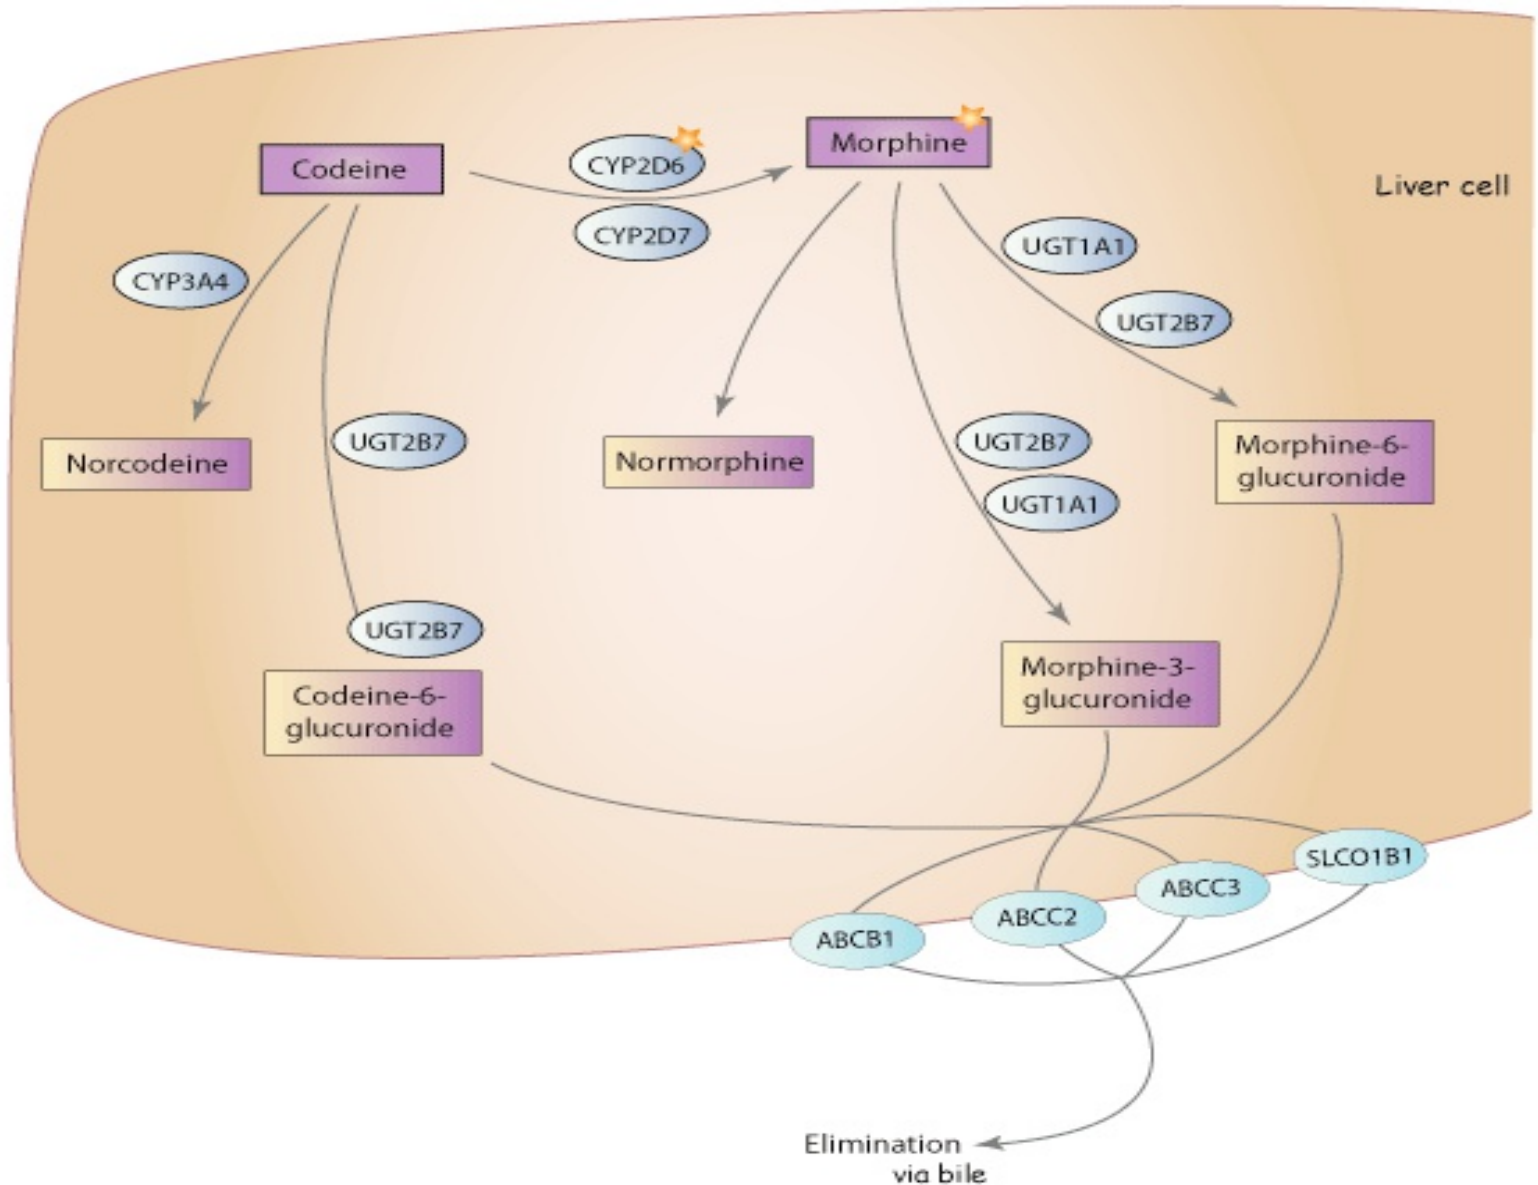 Morphine
Codeine
CYP2D6
Liver cell
CYP2D7
UGT1A1
CYP3A4
UGT2B7
UGT2B7
UGT2B7
Norcodeine
Normorphine
Morphine-6-
glucuronide
UGT1A1
UGT2B7
Codeine-6-
glucuronide
Morphine-3-
glucuronide
SLCO1B1
ABCC3
ABCC2
ABCB1
Elimination
via bile